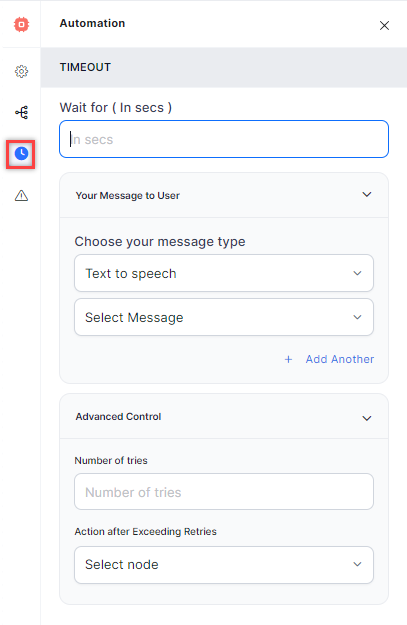 Automation
TIMEOUT
Wait for ( In secs )
In secs
Your Message to User
Choose your message type
Text to speech
Select Message
+ Add Another
Advanced Control
Number of tries
Number of tries
Action after Exceeding Retries
Select node